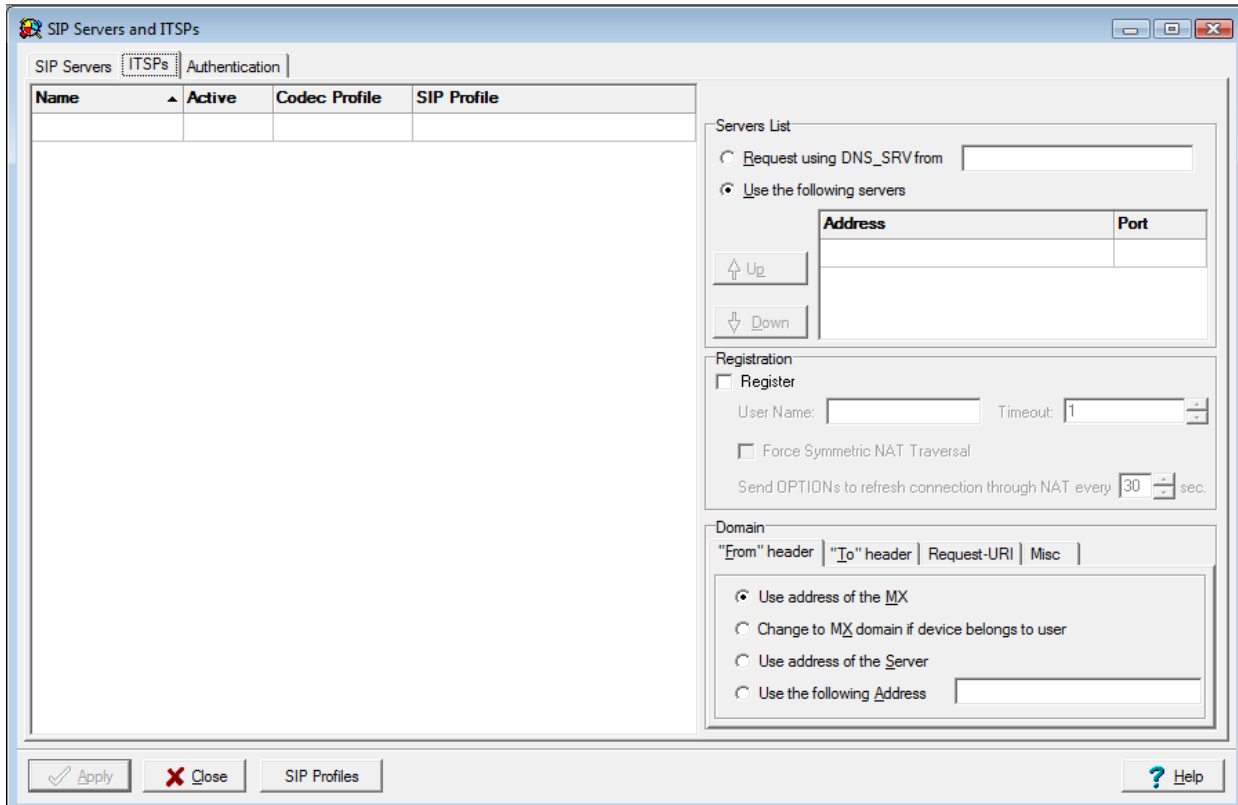 SIP Servers and ITSPs
SIP Servers ITSPs Authentication
Name Active Codec Profile SIP Profile
Servers List
Request using DNS_SRV from
Use the following servers
Address Port
Up
Down
Registration
Register
User Name: Timeout: 1
Force Symmetric NAT Traversal
Send OPTIONs to refresh connection through NAT every 30 sec.
Domain
"From" header "To" header Request-URI Misc
Use address of the MX
Change to MX domain if device belongs to user
Use address of the Server
Use the following Address
Apply Close SIP Profiles ? Help